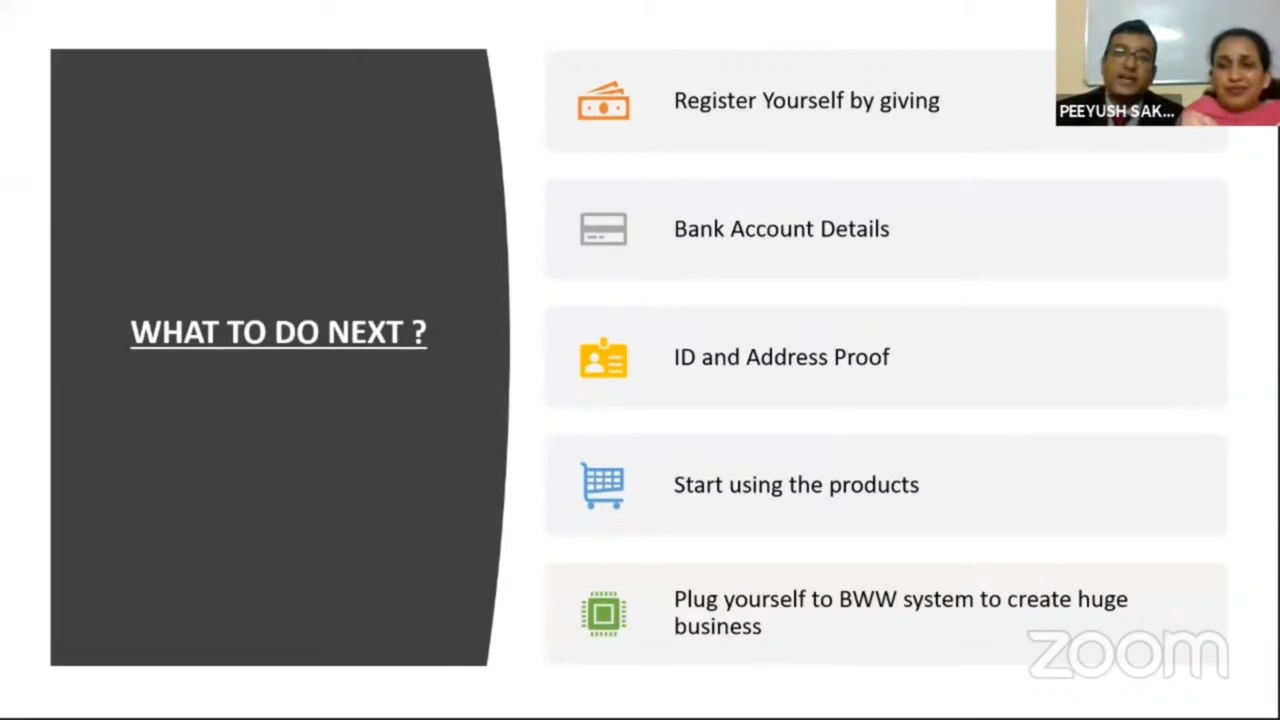 WHAT TO DO NEXT ?
Register Yourself by giving
PEEYUSH SAK...
Bank Account Details
ID and Address Proof
Start using the products
Plug yourself to BWW system to create huge
business
zoom